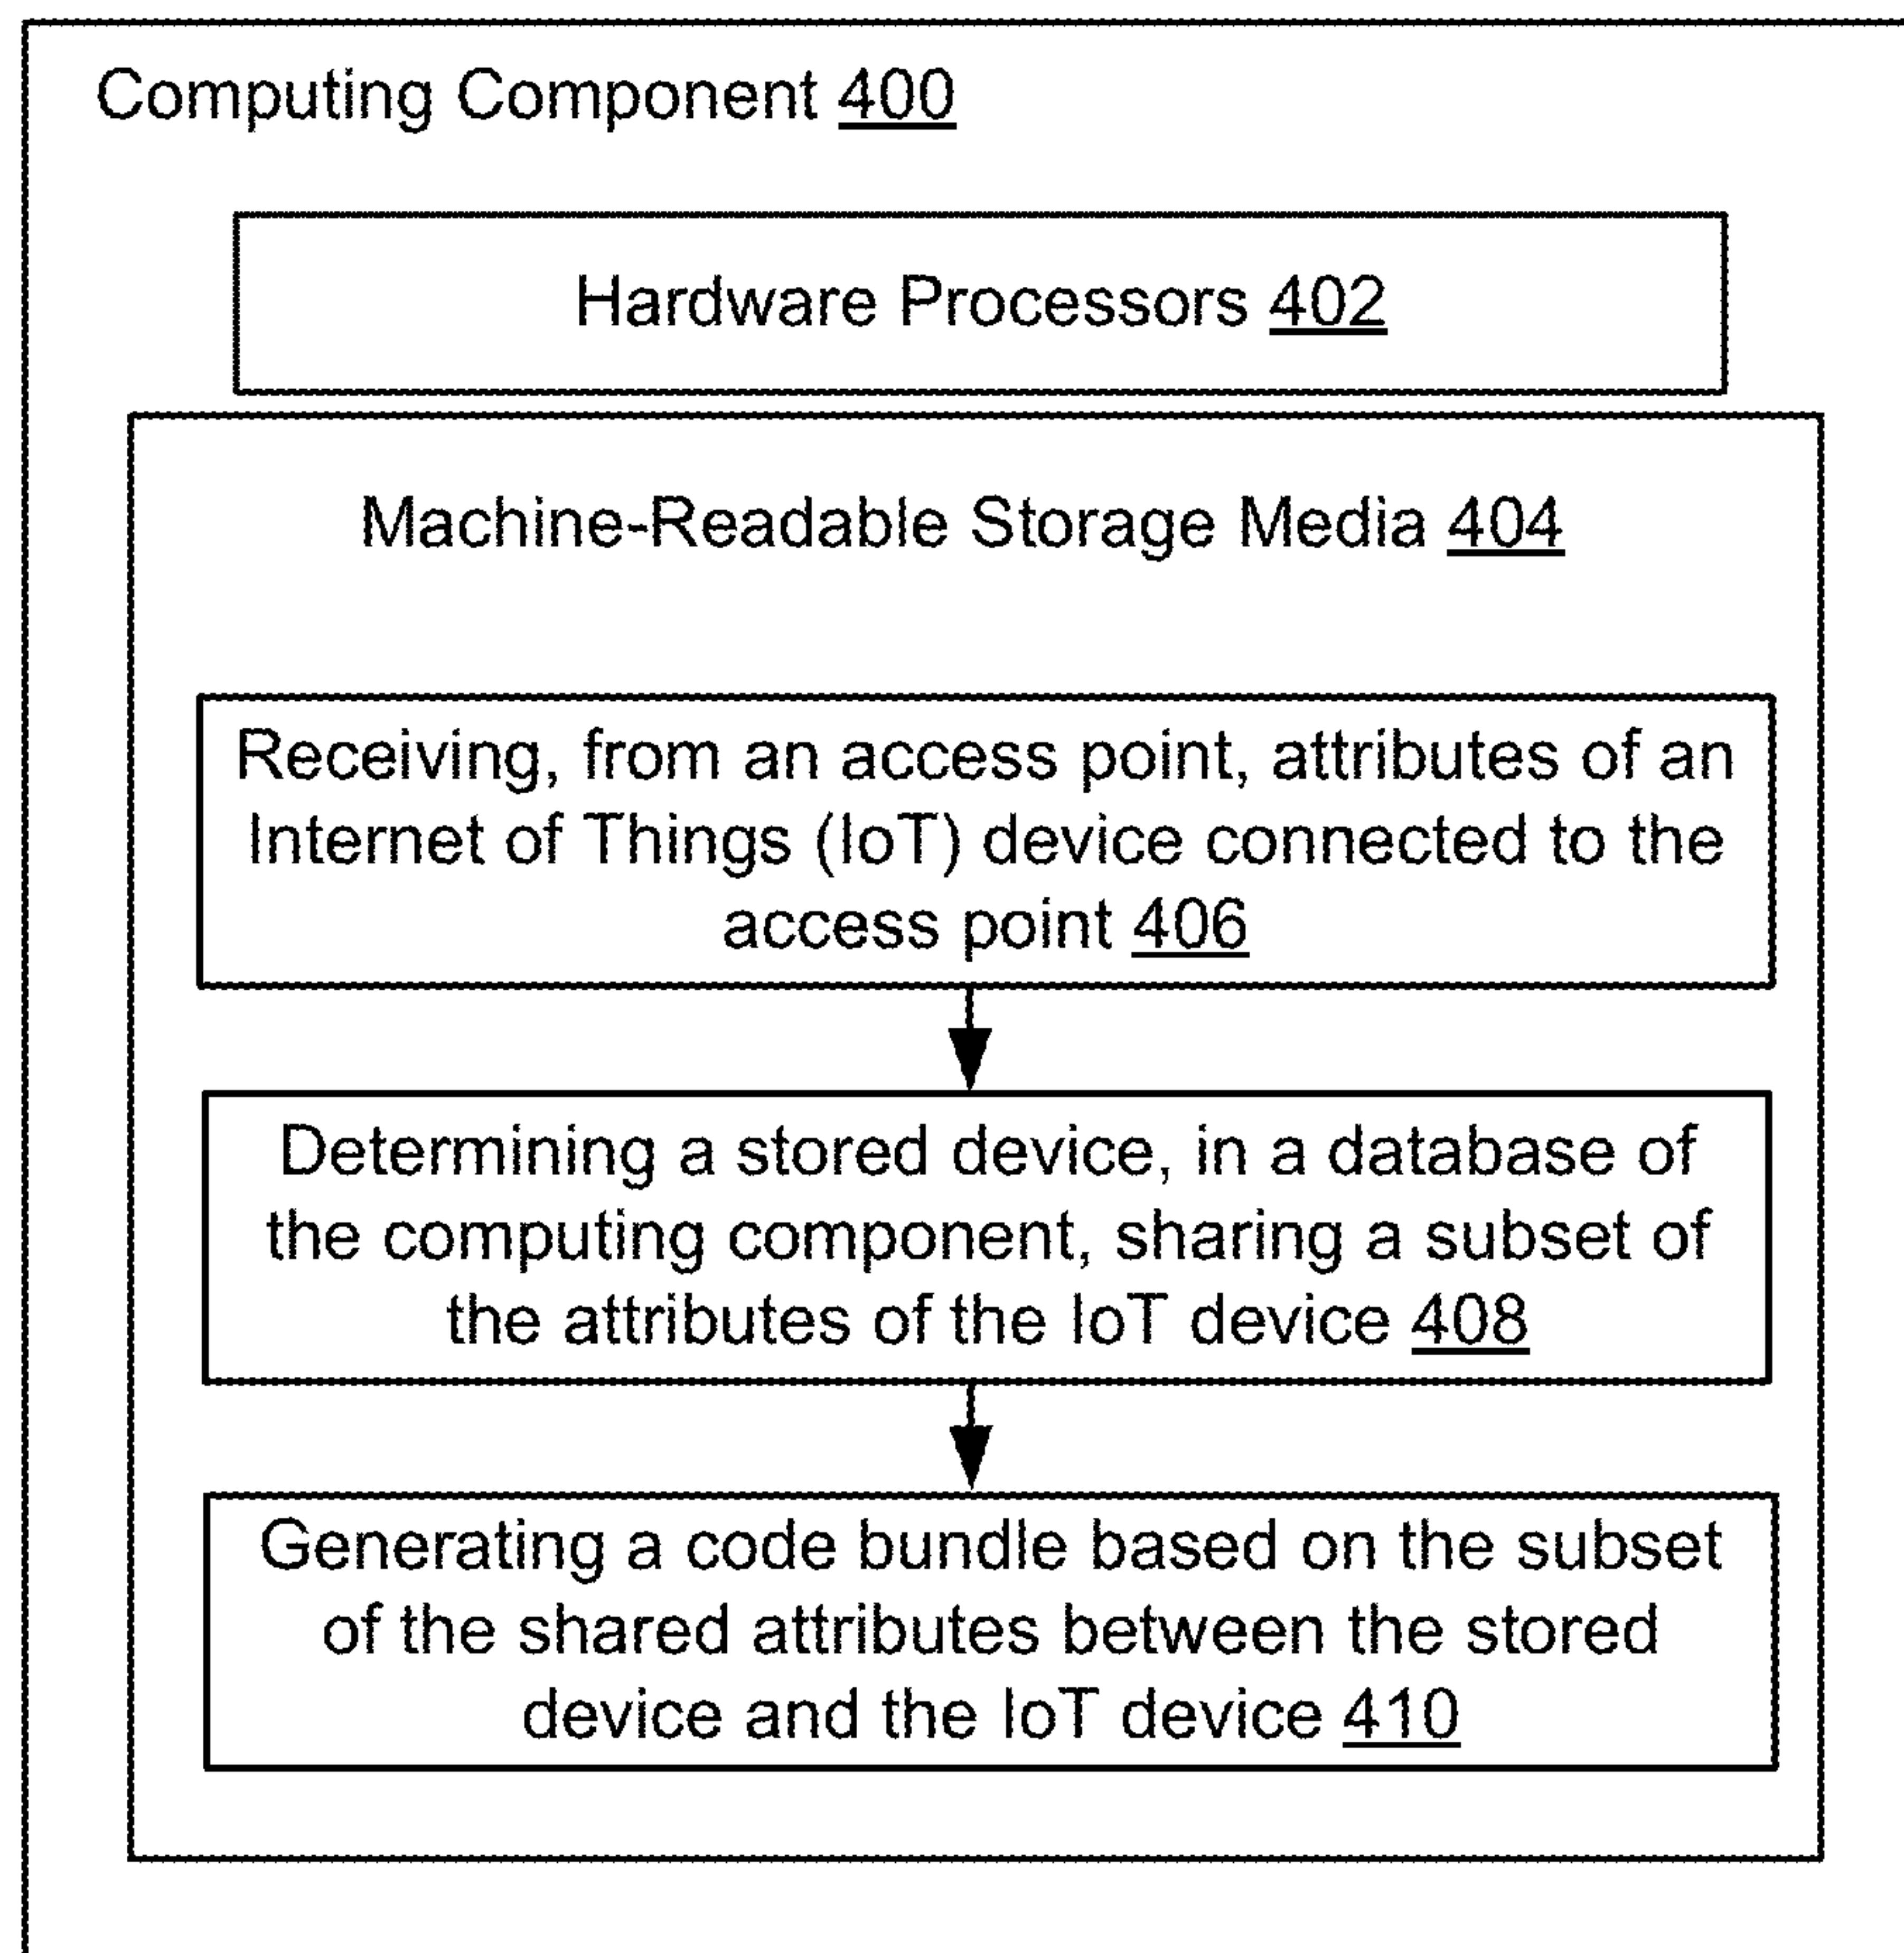 Computing Component 400
Hardware Processors 402
Machine-Readable Storage Media 404
Receiving, from an access point, attributes of an
Internet of Things (IoT) device connected to the
access point 406
Determining a stored device, in a database of
the computing component, sharing a subset of
the attributes of the IoT device 408
Generating a code bundle based on the subset
of the shared attributes between the stored
device and the IoT device 410